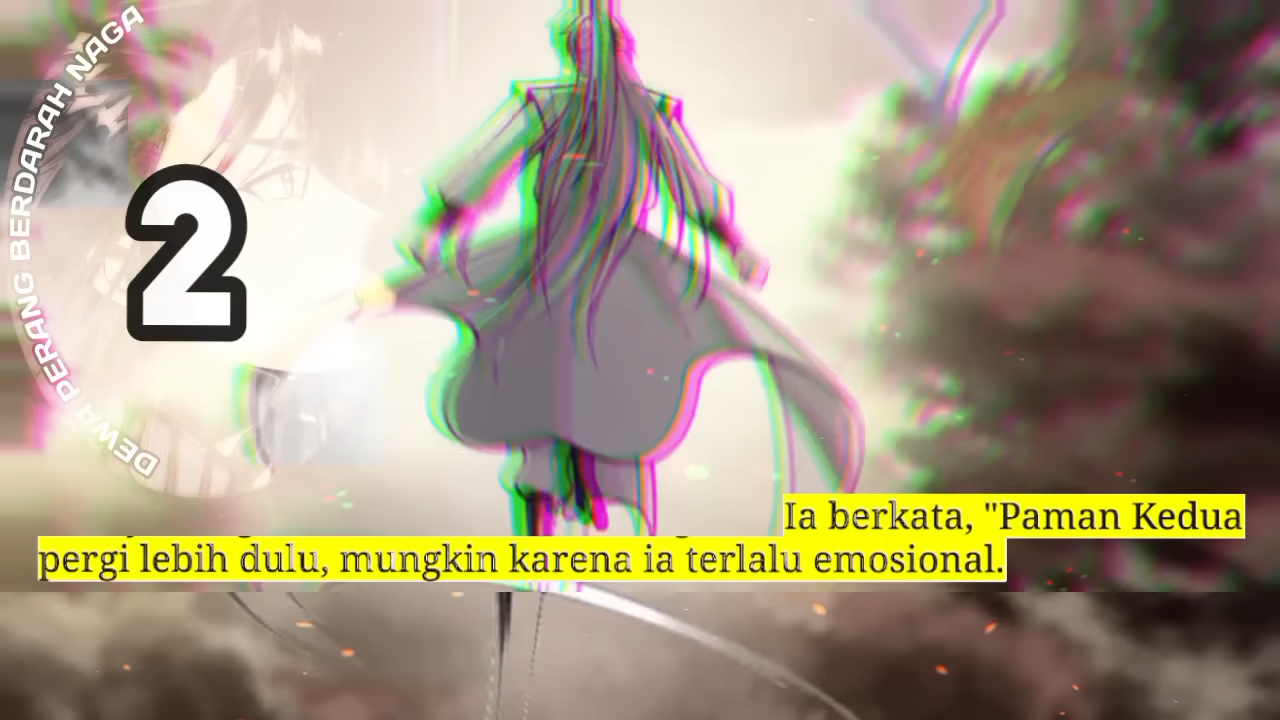 DEWA PERANG BERDARAH NAGA
2
Ia berkata, "Paman Kedua
pergi lebih dulu, mungkin karena ia terlalu emosional.